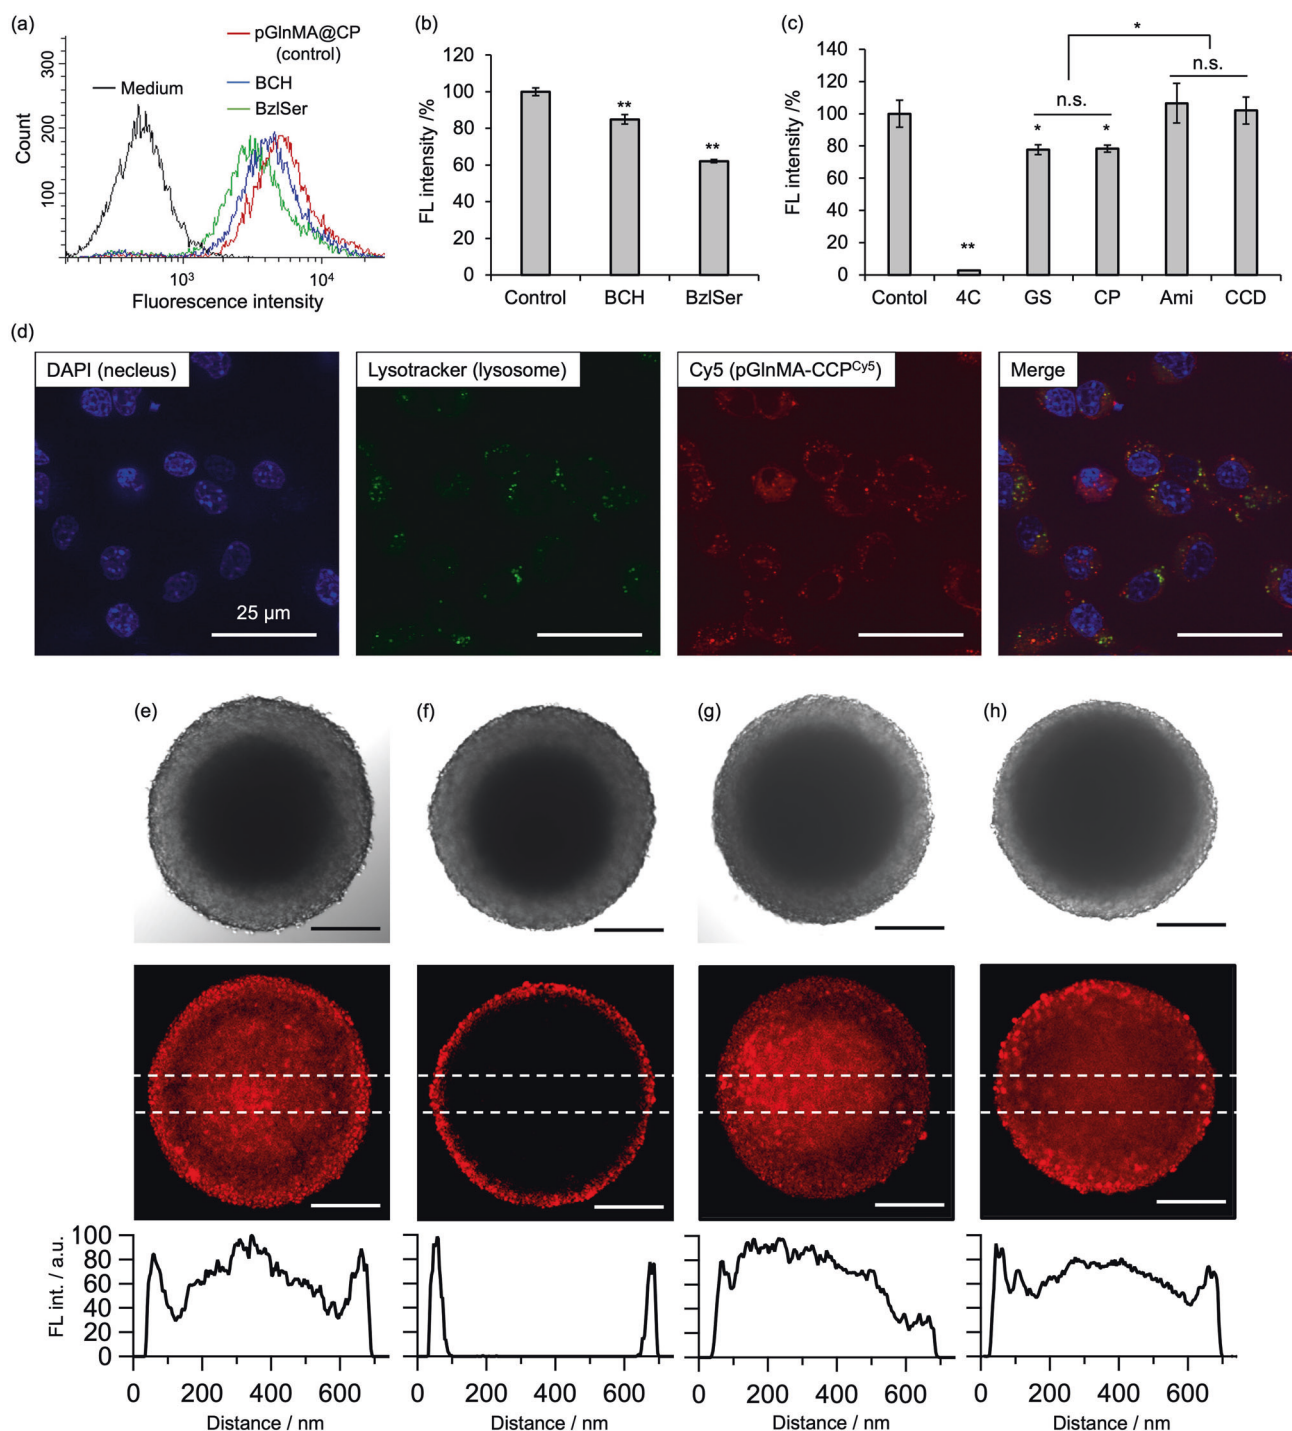 (a)
pGlnMA@CP
(control)
BCH
BzlSer
Medium
Count
300
200
100
10³
10⁴
Fluorescence intensity
(b)
FL intensity /%
120
100
80
60
40
20
0
**
**
Control BCH BzlSer
(c)
FL intensity /%
140
120
100
80
60
40
20
0
*
n.s.
n.s.
**
*
*
Contol 4C GS CP Ami CCD
(d)
DAPI (necleus)
25 μm
Lysotracker (lysosome)
Cy5 (pGlnMA-CCP^Cy5)
Merge
(e)
(f)
(g)
(h)
FL int. / a.u.
100
80
60
40
20
0
0 200 400 600
Distance / nm
0 200 400 600
Distance / nm
0 200 400 600
Distance / nm
0 200 400 600
Distance / nm